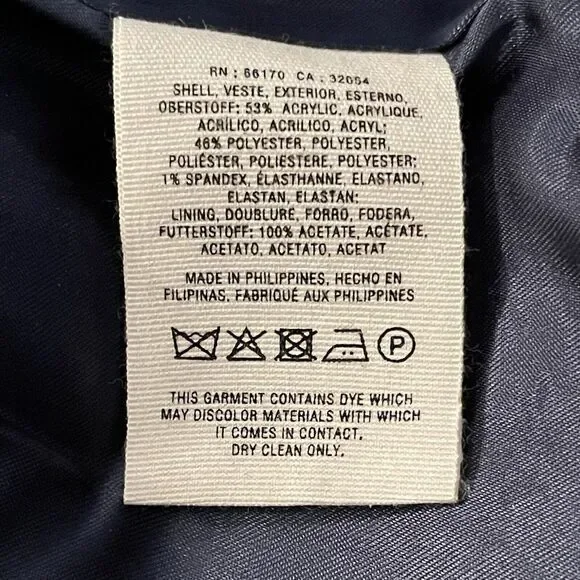 RN : 66170 CA : 32054
SHELL, VESTE, EXTERIOR, ESTERNO,
OBERSTOFF: 53% ACRYLIC, ACRYLIQUE,
ACRÍLICO, ACRILICO, ACRYL;
46% POLYESTER, POLYESTER,
POLIÉSTER, POLIESTERE, POLYESTER;
1% SPANDEX, ÉLASTHANNE, ELASTANO,
ELASTAN, ELASTAN;
LINING, DOUBLURE, FORRO, FODERA,
FUTTERSTOFF: 100% ACETATE, ACÉTATE,
ACETATO, ACETATO, ACETAT
MADE IN PHILIPPINES, HECHO EN
FILIPINAS, FABRIQUÉ AUX PHILIPPINES
P
THIS GARMENT CONTAINS DYE WHICH
MAY DISCOLOR MATERIALS WITH WHICH
IT COMES IN CONTACT.
DRY CLEAN ONLY.